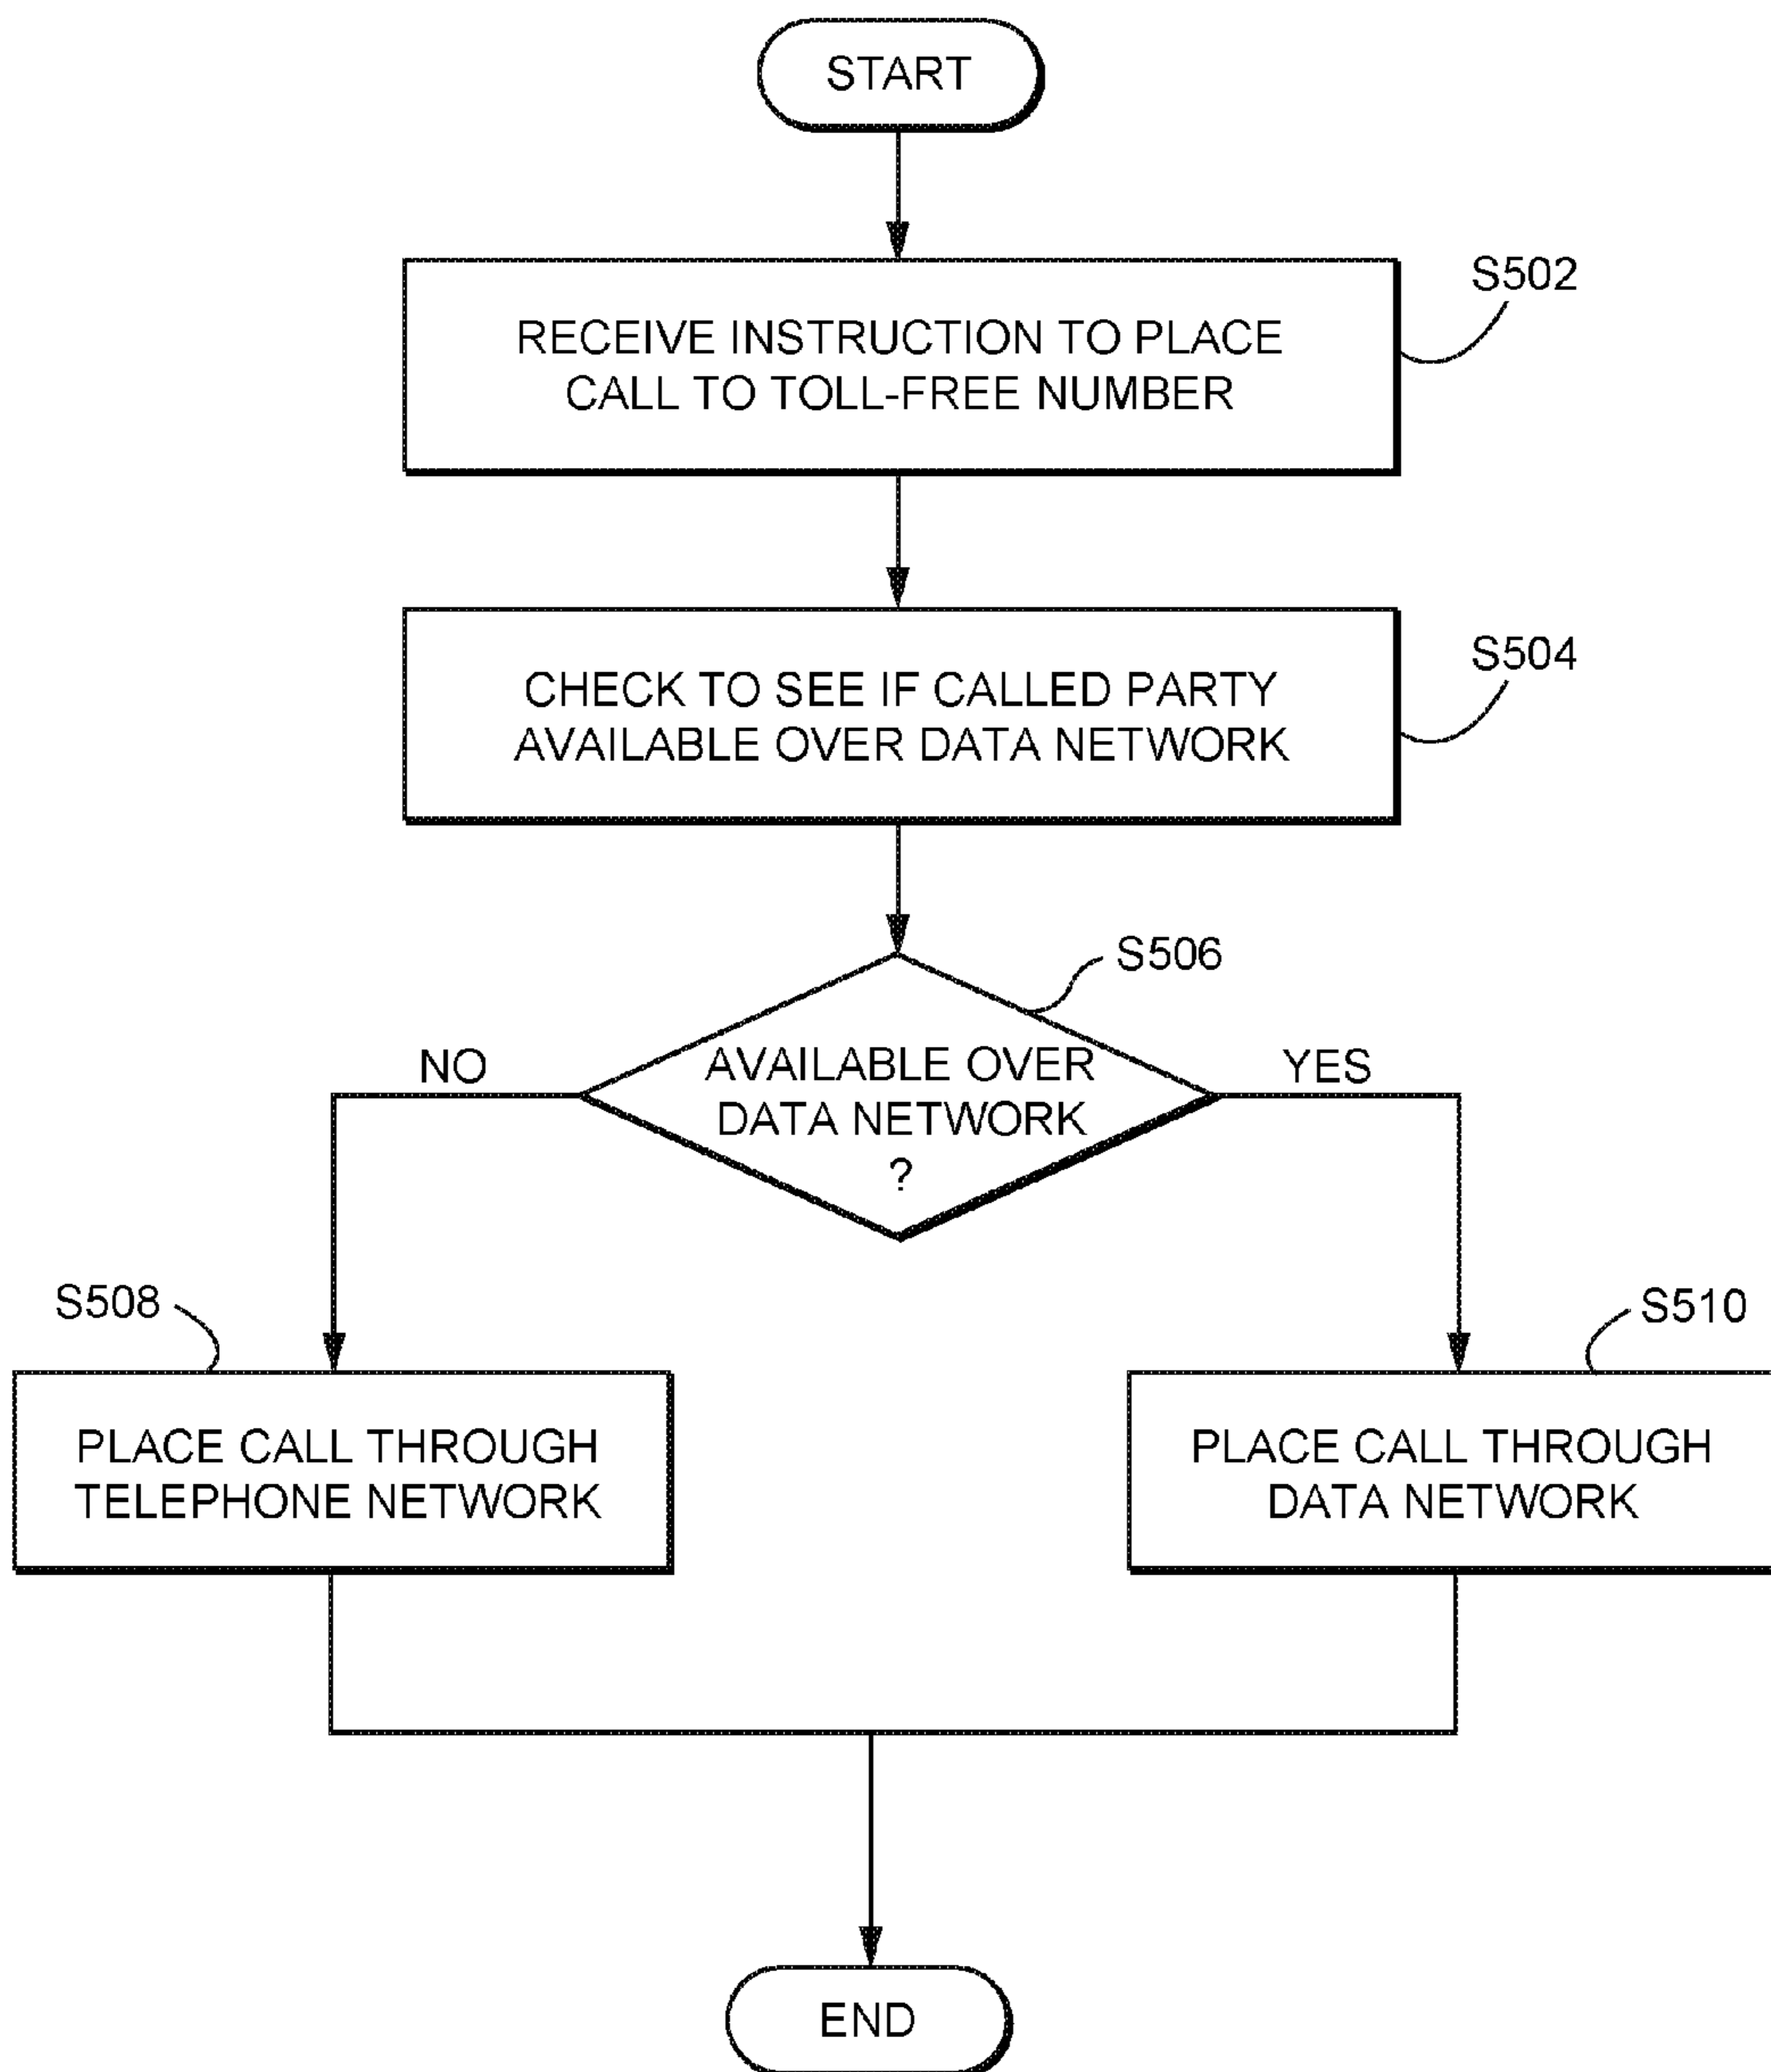 START
RECEIVE INSTRUCTION TO PLACE
CALL TO TOLL-FREE NUMBER
S502
CHECK TO SEE IF CALLED PARTY
AVAILABLE OVER DATA NETWORK
S504
S506
AVAILABLE OVER
DATA NETWORK
?
NO
YES
S508
PLACE CALL THROUGH
TELEPHONE NETWORK
S510
PLACE CALL THROUGH
DATA NETWORK
END